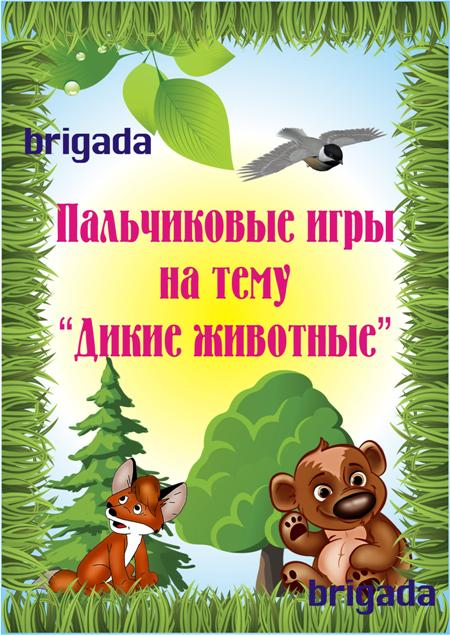 brigada
Пальчиковые игры
на тему
“Дикие животные”
brigada